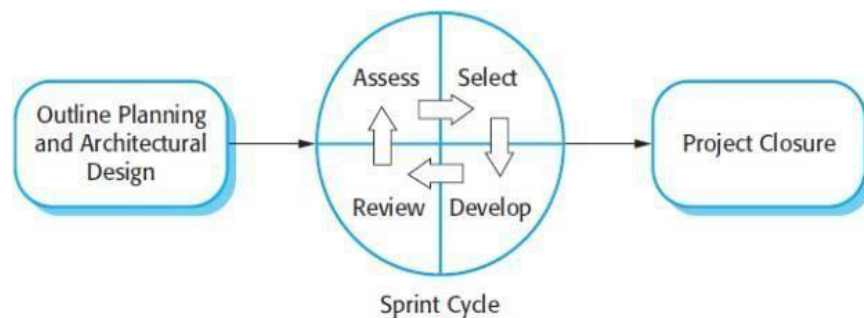 Outline Planning
and Architectural
Design
Assess
Select
Review
Develop
Project Closure
Sprint Cycle